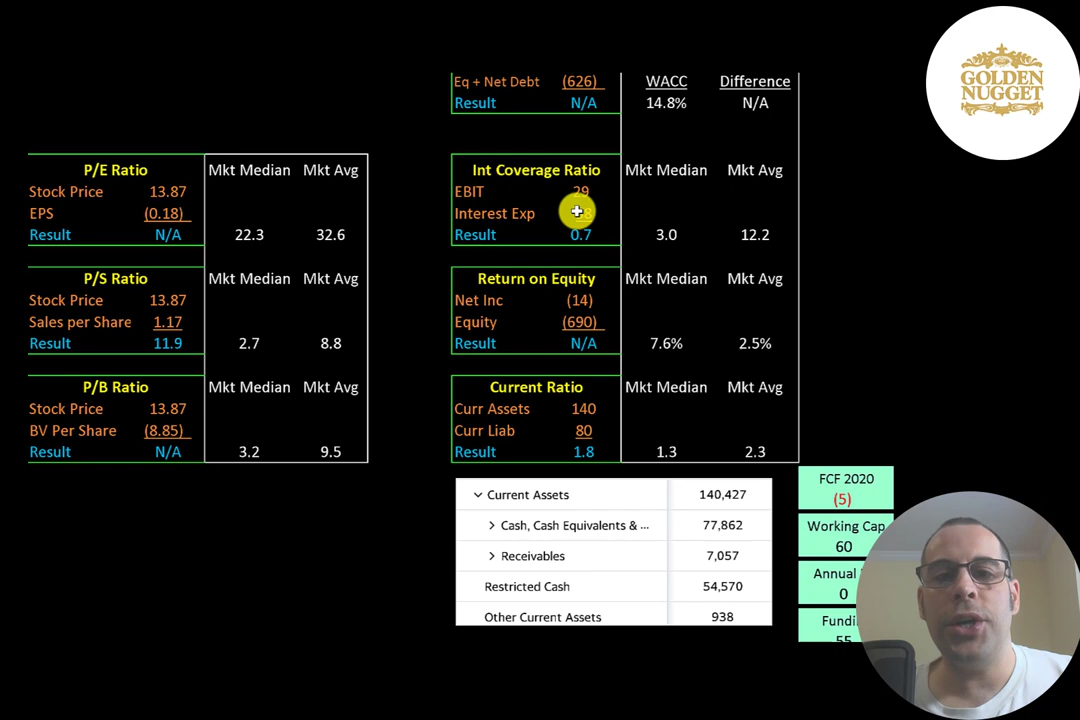 GOLDEN
NUGGET
Eq + Net Debt (626) WACC Difference
Result N/A 14.8% N/A
P/E Ratio Mkt Median Mkt Avg
Stock Price 13.87
EPS (0.18)
Result N/A 22.3 32.6
P/S Ratio Mkt Median Mkt Avg
Stock Price 13.87
Sales per Share 1.17
Result 11.9 2.7 8.8
P/B Ratio Mkt Median Mkt Avg
Stock Price 13.87
BV Per Share (8.85)
Result N/A 3.2 9.5
Int Coverage Ratio Mkt Median Mkt Avg
EBIT 29
Interest Exp
Result 0.7 3.0 12.2
Return on Equity Mkt Median Mkt Avg
Net Inc (14)
Equity (690)
Result N/A 7.6% 2.5%
Current Ratio Mkt Median Mkt Avg
Curr Assets 140
Curr Liab 80
Result 1.8 1.3 2.3
Current Assets 140,427
Cash, Cash Equivalents & ... 77,862
Receivables 7,057
Restricted Cash 54,570
Other Current Assets 938
FCF 2020
(5)
Working Cap
60
Annual
0
55